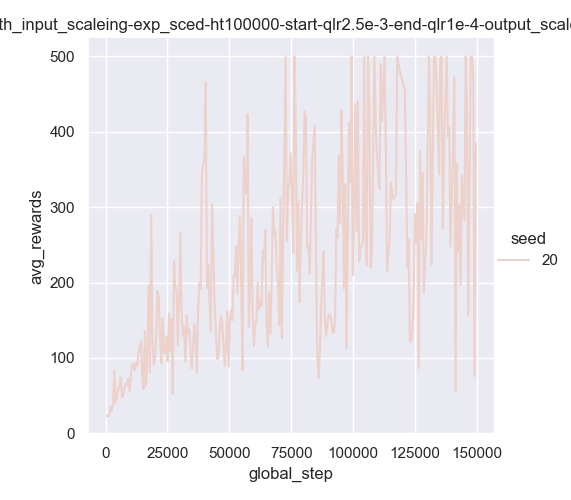 th_input_scaleing-exp_sced-ht100000-start-qlr2.5e-3-end-qlr1e-4-output_scale
500
400
300
200
100
0
avg_rewards
0 25000 50000 75000 100000 125000 150000
global_step
seed
20